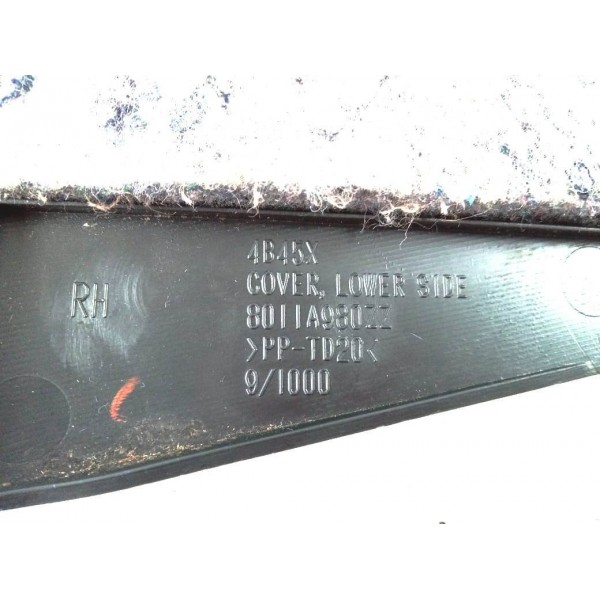 RH
4B45X
COVER, LOWER SIDE
8011A980ZZ
>PP-TD20<
9/1000